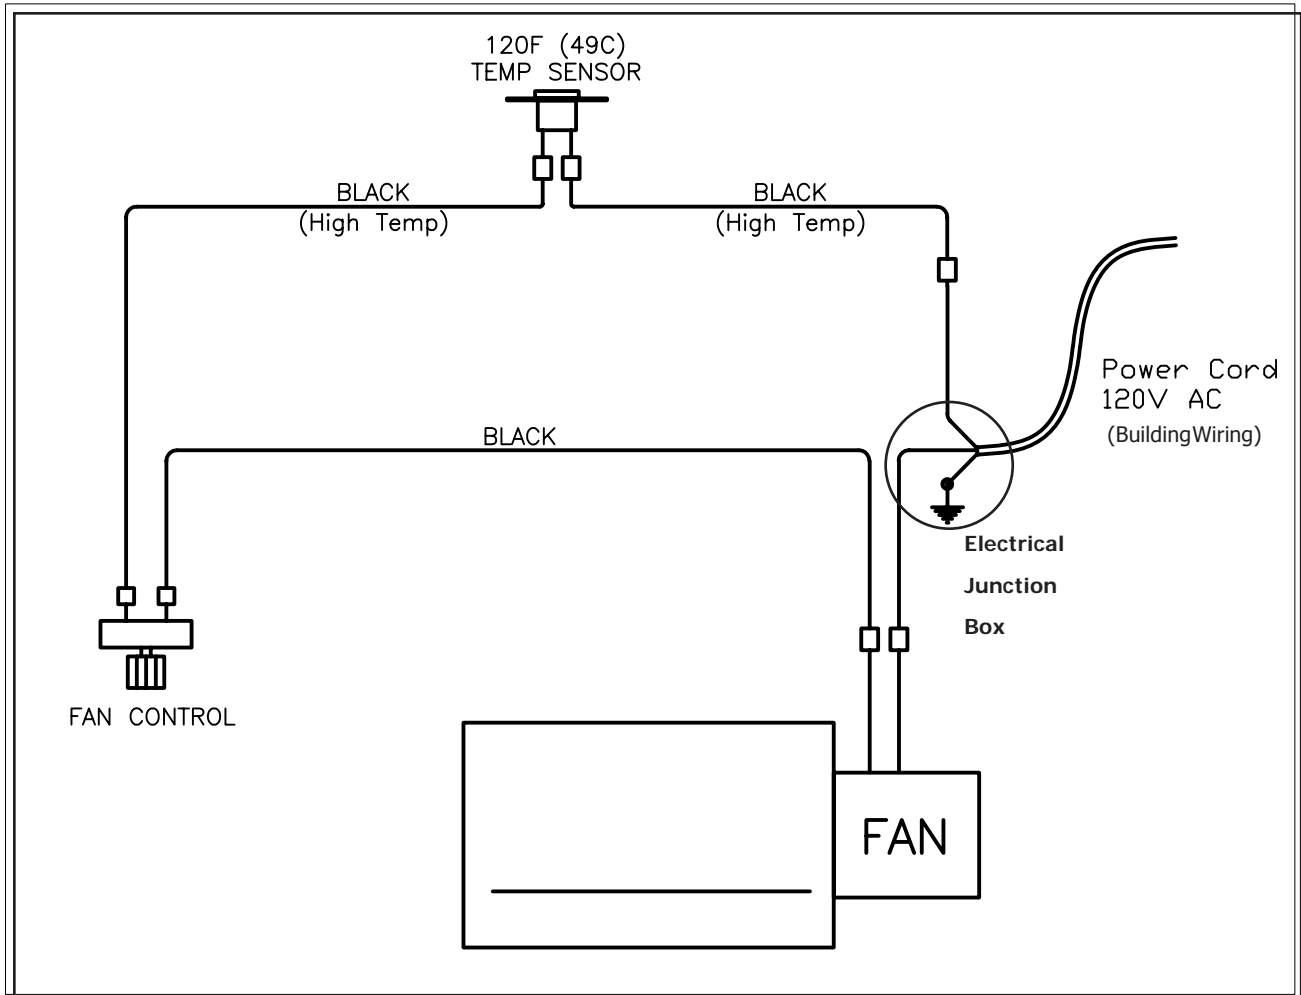 120F (49C)
TEMP SENSOR
BLACK
(High Temp)
BLACK
(High Temp)
Power Cord
120V AC
(BuildingWiring)
BLACK
Electrical
Junction
Box
FAN CONTROL
FAN